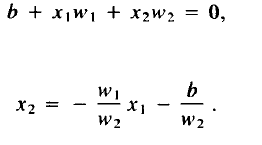 b + x₁w₁ + x₂w₂ = 0,
x₂ = − w₁/w₂ x₁ − b/w₂ .